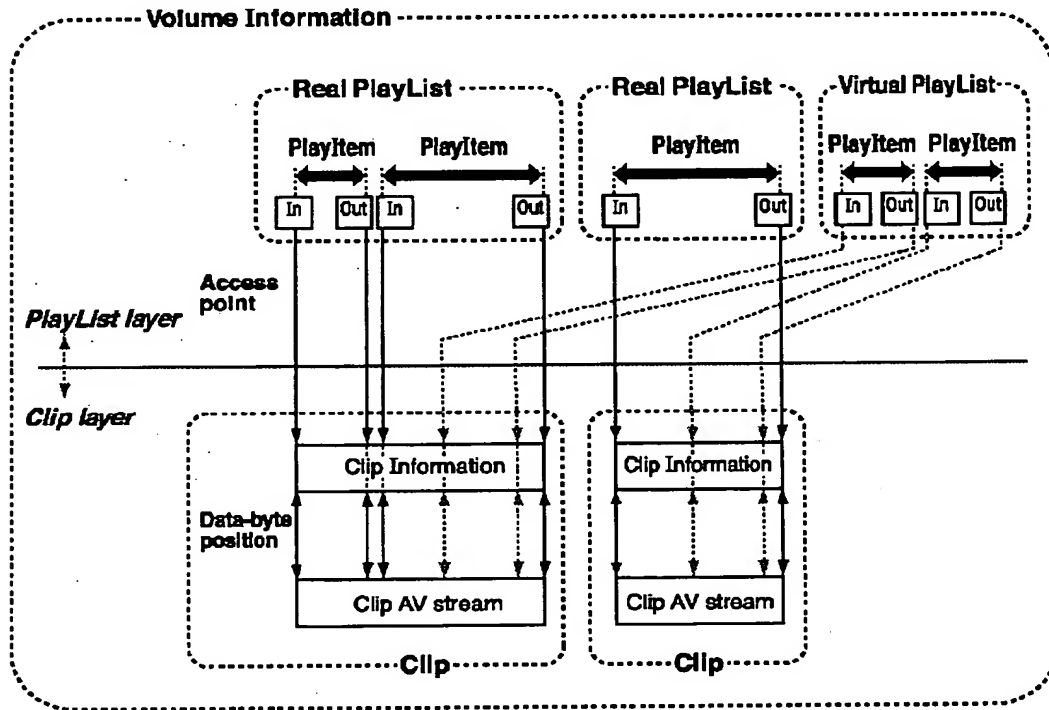 Volume Information
Real PlayList
Real PlayList
Virtual PlayList
PlayItem
PlayItem
PlayItem
PlayItem
PlayItem
In
Out
In
Out
In
Out
In
Out
In
Out
Access
point
PlayList layer
Clip layer
Clip Information
Clip Information
Data-byte
position
Clip AV stream
Clip AV stream
Clip
Clip